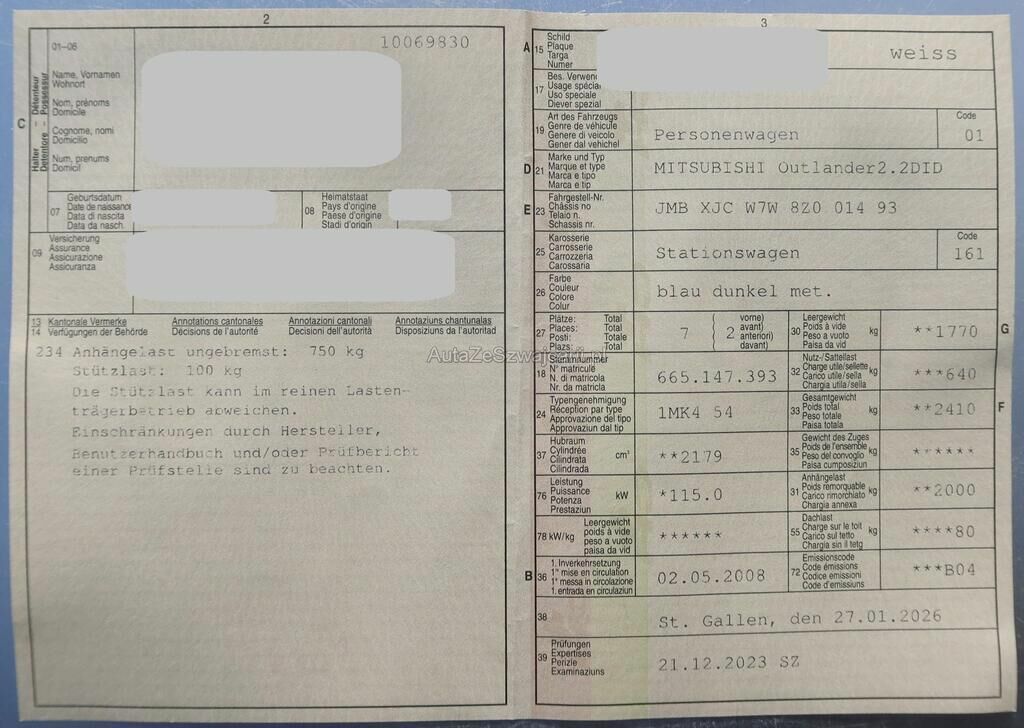 2
01-06
10069830
C
Halter - Détenteur
Detentore - Possessur
Name, Vornamen
Wohnort
Nom, prénoms
Domicile
Cognome, nomi
Domicilio
Num, prenums
Domicil
07
Geburtsdatum
Date de naissance
Data di nascita
Data da nasch.
08
Heimatstaat
Pays d'origine
Paese d'origine
Stadi d'origin
09
Versicherung
Assurance
Assicurazione
Assicuranza
13 Kantonale Vermerke Annotations cantonales Annotazioni cantonali Annotaziuns chantunalas
14 Verfügungen der Behörde Décisions de l'autorité Decisioni dell'autorità Disposiziuns da l'autoritad
234 Anhängelast ungebremst: 750 kg
Stützlast: 100 kg
Die Stützlast kann im reinen Lasten-
trägerbetrieb abweichen.
Einschränkungen durch Hersteller,
Benutzerhandbuch und/oder Prüfbericht
einer Prüfstelle sind zu beachten.
AutaZeSzwajcarii.pl
3
A
15
Schild
Plaque
Targa
Numer
weiss
17
Bes. Verwend
Usage spécial
Uso speciale
Diever spezial
19
Art des Fahrzeugs
Genre de véhicule
Genere di veicolo
Gener dal vehichel
Personenwagen
Code
01
D
21
Marke und Typ
Marque et type
Marca e tipo
Marca e tip
MITSUBISHI Outlander2.2DID
E
23
Fahrgestell-Nr.
Châssis no
Telaio n.
Schassis nr.
JMB XJC W7W 8Z0 014 93
25
Karosserie
Carrosserie
Carrozzeria
Carossaria
Stationswagen
Code
161
26
Farbe
Couleur
Colore
Colur
blau dunkel met.
27
Plätze: Total
Places: Total
Posti: Totale
Plazs: Total
7
2
vorne)
avant)
anteriori)
davant)
30
Leergewicht
Poids à vide
Peso a vuoto
Paisa da vid
kg
**1770
G
18
Stammnummer
N° matricule
N. di matricola
Nr. da matricla
665.147.393
32
Nutz-/Sattellast
Charge utile/sellette
Carico utile/sella
Chargia utila/sella
kg
***640
24
Typengenehmigung
Réception par type
Approvazione del tipo
Approvaziun dal tip
1MK4 54
33
Gesamtgewicht
Poids total
Peso totale
Paisa totala
kg
**2410
F
37
Hubraum
Cylindrée
Cilindrata
Cilindrada
cm³
**2179
35
Gewicht des Zuges
Poids de l'ensemble
Peso del convoglio
Paisa cumposiziun
kg
******
76
Leistung
Puissance
Potenza
Prestaziun
kW
*115.0
31
Anhängelast
Poids remorquable
Carico rimorchiato
Chargia annexa
kg
**2000
78 kW/kg
Leergewicht
poids à vide
peso a vuoto
paisa da vid
******
55
Dachlast
Charge sur le toit
Carico sul tetto
Chargia sin il tetg
kg
****80
B
36
1. Inverkehrsetzung
1re mise en circulation
1a messa in circolazione
1. entrada en circulaziun
02.05.2008
72
Emissionscode
Code émissions
Codice emissioni
Code d'emissiuns
***B04
38
St. Gallen, den 27.01.2026
39
Prüfungen
Expertises
Perizie
Examinaziuns
21.12.2023 SZ